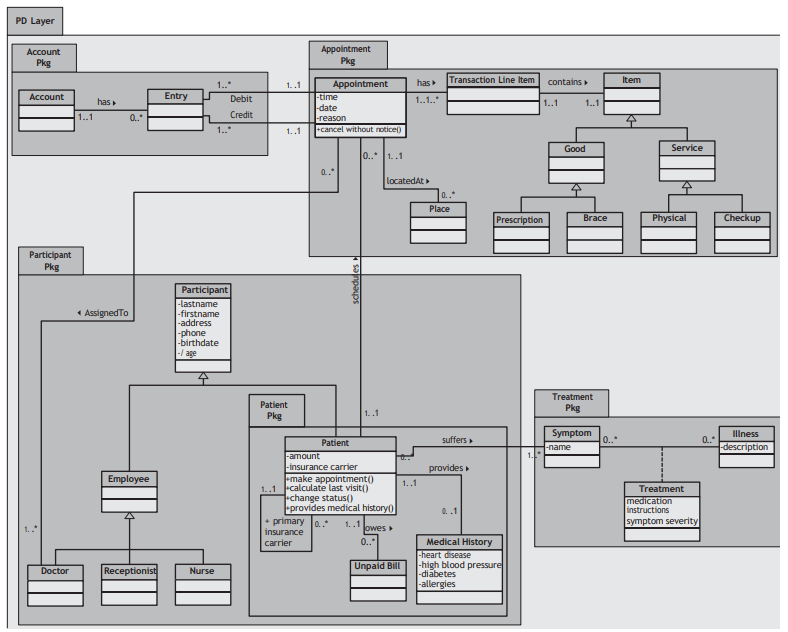 PD Layer
Account
Pkg
Account
has
1..1
0..*
Entry
1..*
Debit
1..1
Credit
1..*
1..1
Appointment
Pkg
Appointment
-time
-date
-reason
+cancel without notice()
has
1..1..*
Transaction Line Item
contains
1..1
1..1
Item
Good
Service
Prescription
Brace
Physical
Checkup
0..*
0..*
1..1
locatedAt
0..*
Place
Participant
Pkg
AssignedTo
schedules
Participant
-lastname
-firstname
-address
-phone
-birthdate
-/ age
Patient
Pkg
1..1
Patient
-amount
-insurance carrier
+make appointment()
+calculate last visit()
+change status()
+provides medical history()
0..*
suffers
1..*
provides
1..1
0..1
1..1
+ primary
insurance
carrier
0..*
1..1
owes
0..*
Unpaid Bill
Medical History
-heart disease
-high blood pressure
-diabetes
-allergies
Employee
1..*
Doctor
Receptionist
Nurse
Treatment
Pkg
Symptom
-name
0..*
0..*
Illness
-description
Treatment
medication
instructions
symptom severity